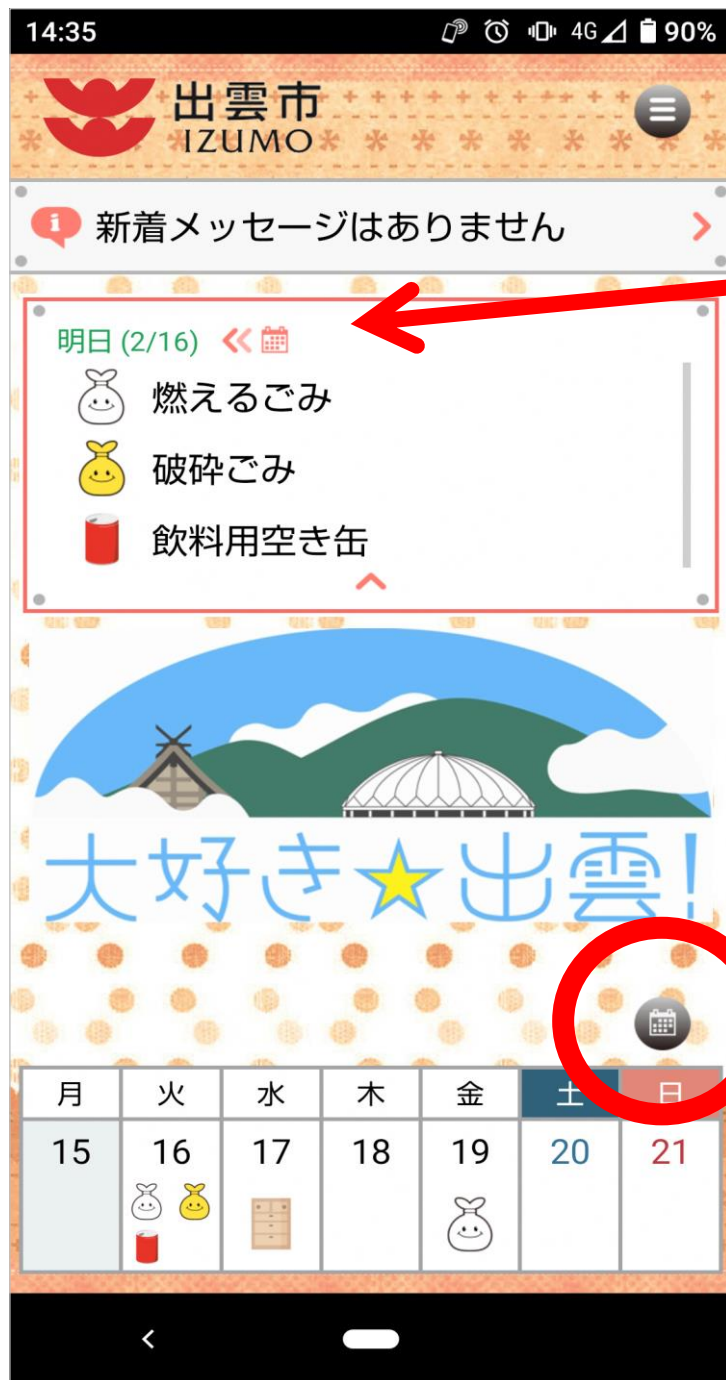 14:35 4G 90%
出雲市
IZUMO
新着メッセージはありません
明日 (2/16)
燃えるごみ
破砕ごみ
飲料用空き缶
大好き★出雲!
月 火 水 木 金 土 日
15 16 17 18 19 20 21